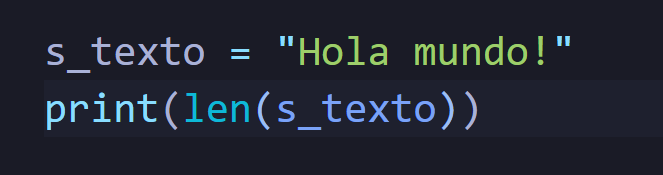 s_texto = "Hola mundo!"
print(len(s_texto))